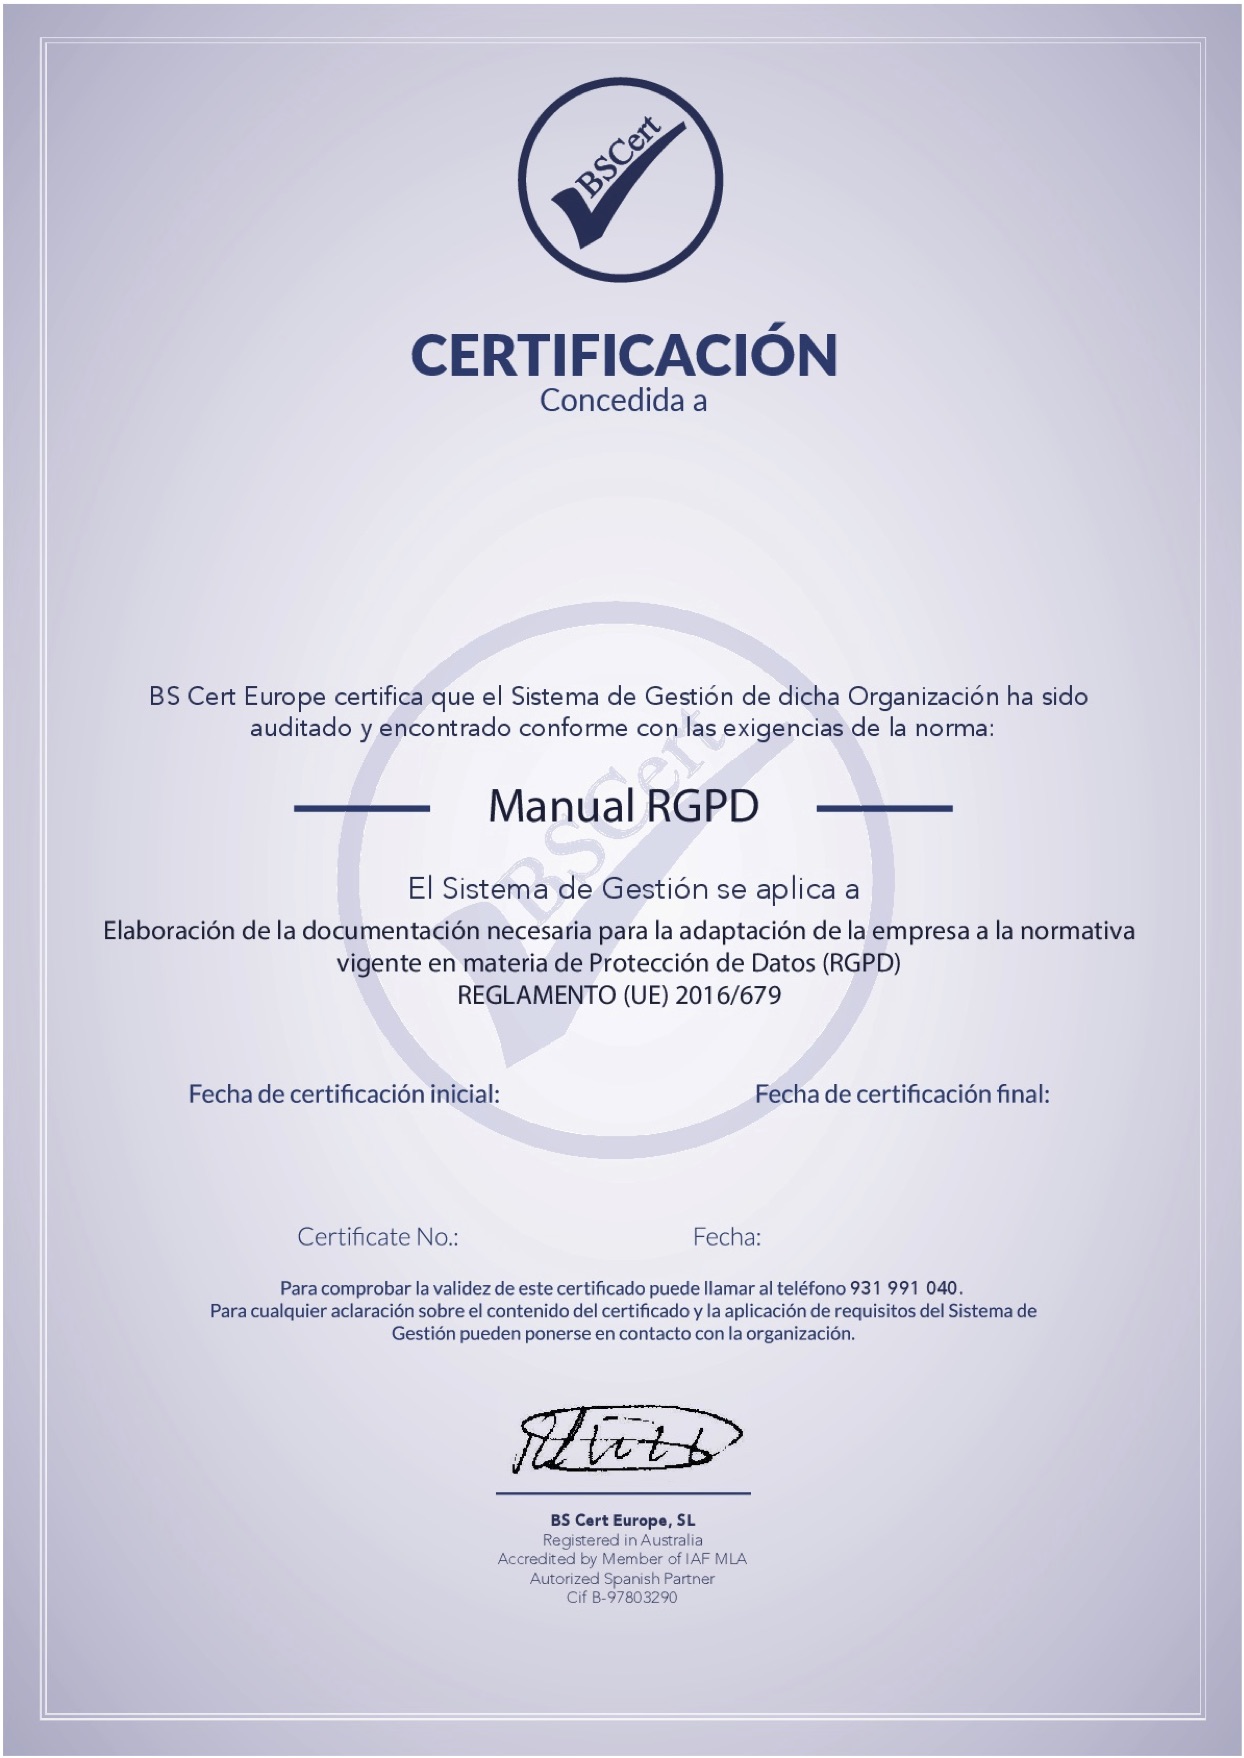 BSCert
CERTIFICACIÓN
Concedida a
BS Cert Europe certifica que el Sistema de Gestión de dicha Organización ha sido
auditado y encontrado conforme con las exigencias de la norma:
BSCert
Manual RGPD
El Sistema de Gestión se aplica a
Elaboración de la documentación necesaria para la adaptación de la empresa a la normativa
vigente en materia de Protección de Datos (RGPD)
REGLAMENTO (UE) 2016/679
Fecha de certificación inicial:
Fecha de certificación final:
Certificate No.:
Fecha:
Para comprobar la validez de este certificado puede llamar al teléfono 931 991 040.
Para cualquier aclaración sobre el contenido del certificado y la aplicación de requisitos del Sistema de
Gestión pueden ponerse en contacto con la organización.
BS Cert Europe, SL
Registered in Australia
Accredited by Member of IAF MLA
Autorized Spanish Partner
Cif B-97803290